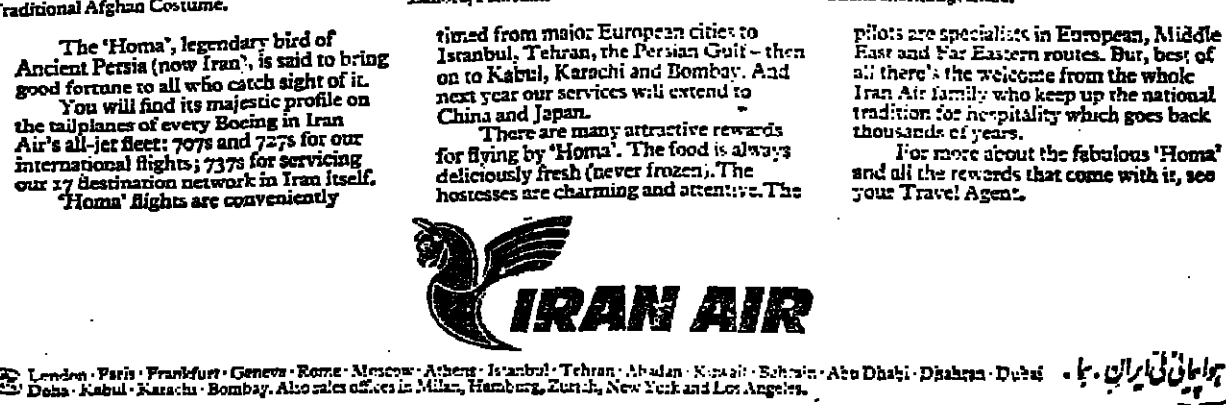 Traditional Afghan Costume.
The 'Homa', legendary bird of
Ancient Persia (now Iran), is said to bring
good fortune to all who catch sight of it.
You will find its majestic profile on
the tailplanes of every Boeing in Iran
Air's all-jet fleet: 707s and 727s for our
international flights; 737s for servicing
our 17 destination network in Iran itself.
'Homa' flights are conveniently
timed from major European cities to
Istanbul, Tehran, the Persian Gulf – then
on to Kabul, Karachi and Bombay. And
next year our services will extend to
China and Japan.
There are many attractive rewards
for flying by 'Homa'. The food is always
deliciously fresh (never frozen). The
hostesses are charming and attentive. The
pilots are specialists in European, Middle
East and Far Eastern routes. But, best of
all there's the welcome from the whole
Iran Air family who keep up the national
tradition for hospitality which goes back
thousands of years.
For more about the fabulous 'Homa'
and all the rewards that come with it, see
your Travel Agent.
IRAN AIR
London · Paris · Frankfurt · Geneva · Rome · Moscow · Athens · Istanbul · Tehran · Abadan · Kuwait · Bahrain · Abu Dhabi · Dhahran · Dubai
Doha · Kabul · Karachi · Bombay. Also sales offices in Milan, Hamburg, Zurich, New York and Los Angeles.
هواپیمائی ملی ایران . هما .